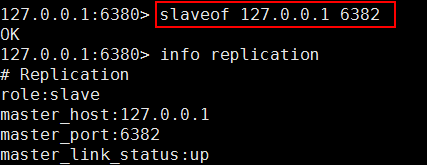 127.0.0.1:6380> slaveof 127.0.0.1 6382
OK
127.0.0.1:6380> info replication
# Replication
role:slave
master_host:127.0.0.1
master_port:6382
master_link_status:up